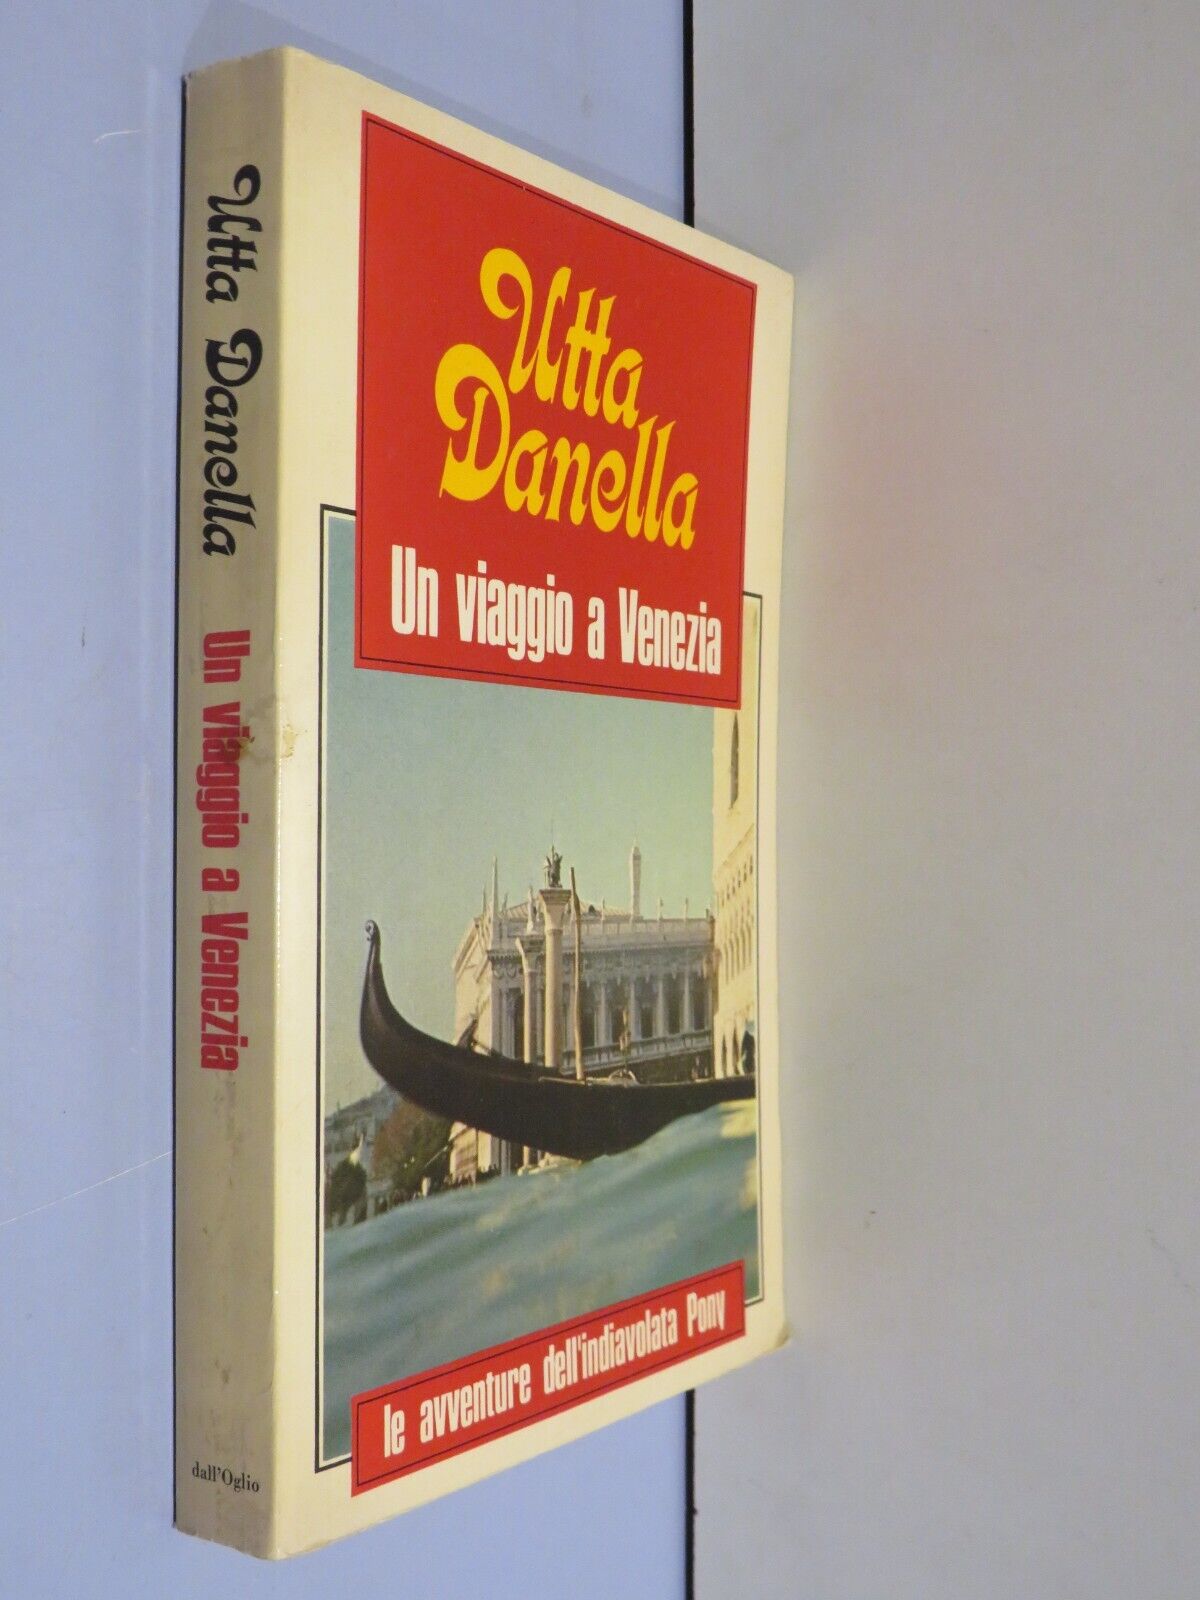 Utta Danella Un viaggio a Venezia
dall'Oglio
Utta
Danella
Un viaggio a Venezia
le avventure dell'indiavolata Pony